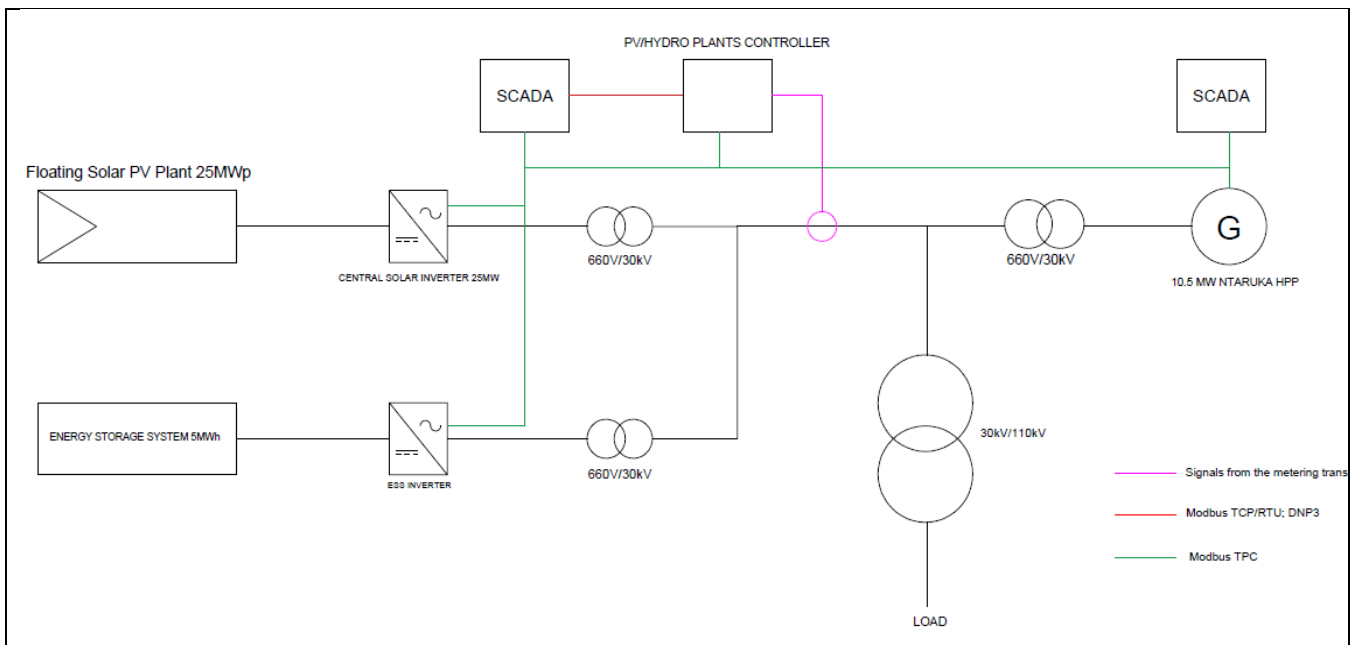 PV/HYDRO PLANTS CONTROLLER
SCADA
SCADA
Floating Solar PV Plant 25MWp
660V/30kV
CENTRAL SOLAR INVERTER 25MW
660V/30kV
G
10.5 MW NTARUKA HPP
ENERGY STORAGE SYSTEM 5MWh
660V/30kV
ESS INVERTER
30kV/110kV
Signals from the metering trans
Modbus TCP/RTU; DNP3
Modbus TPC
LOAD